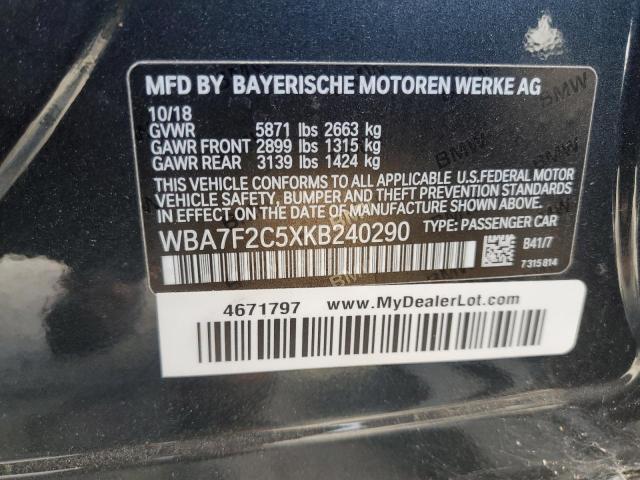 MFD BY BAYERISCHE MOTOREN WERKE AG
10/18
GVWR 5871 lbs 2663 kg
GAWR FRONT 2899 lbs 1315 kg
GAWR REAR 3139 lbs 1424 kg
THIS VEHICLE CONFORMS TO ALL APPLICABLE U.S.FEDERAL MOTOR
VEHICLE SAFETY, BUMPER AND THEFT PREVENTION STANDARDS
IN EFFECT ON THE DATE OF MANUFACTURE SHOWN ABOVE.
WBA7F2C5XKB240290 TYPE: PASSENGER CAR
B41/7
7315814
4671797 www.MyDealerLot.com